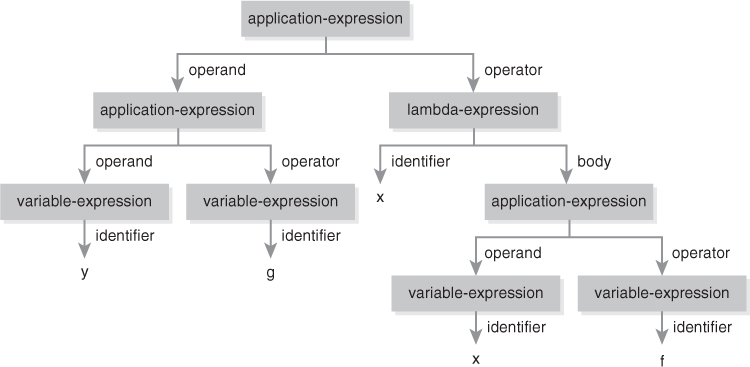 application-expression
operand
operator
application-expression
lambda-expression
operand
operator
identifier
body
variable-expression
variable-expression
x
application-expression
identifier
identifier
operand
operator
y
g
variable-expression
variable-expression
identifier
identifier
x
f